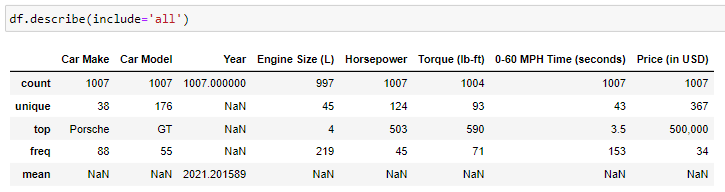 df.describe(include='all')
Car Make Car Model Year Engine Size (L) Horsepower Torque (lb-ft) 0-60 MPH Time (seconds) Price (in USD)
count 1007 1007 1007.000000 997 1007 1004 1007 1007
unique 38 176 NaN 45 124 93 43 367
top Porsche GT NaN 4 503 590 3.5 500,000
freq 88 55 NaN 219 45 71 153 34
mean NaN NaN 2021.201589 NaN NaN NaN NaN NaN